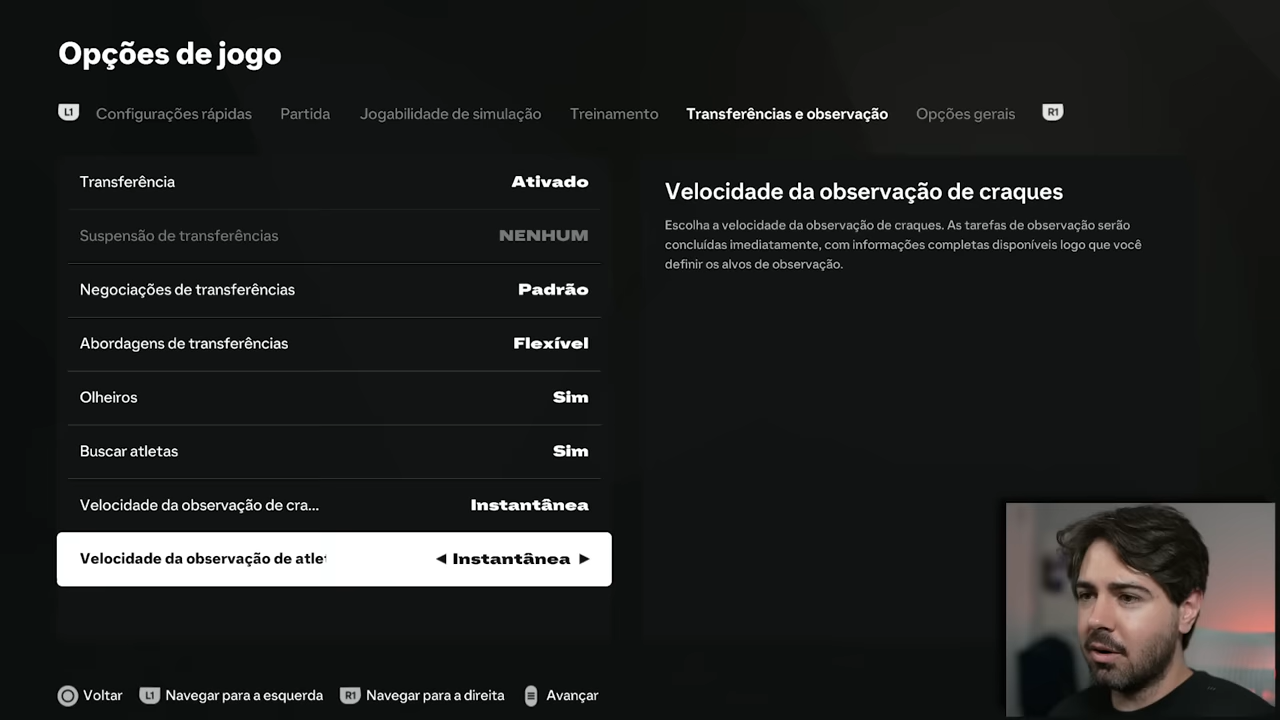 Opções de jogo
L1 Configurações rápidas Partida Jogabilidade de simulação Treinamento Transferências e observação Opções gerais R1
Transferência Ativado
Suspensão de transferências NENHUM
Negociações de transferências Padrão
Abordagens de transferências Flexível
Olheiros Sim
Buscar atletas Sim
Velocidade da observação de cra... Instantânea
Velocidade da observação de atlet Instantânea
Velocidade da observação de craques
Escolha a velocidade da observação de craques. As tarefas de observação serão
concluídas imediatamente, com informações completas disponíveis logo que você
definir os alvos de observação.
Voltar L1 Navegar para a esquerda R1 Navegar para a direita Avançar